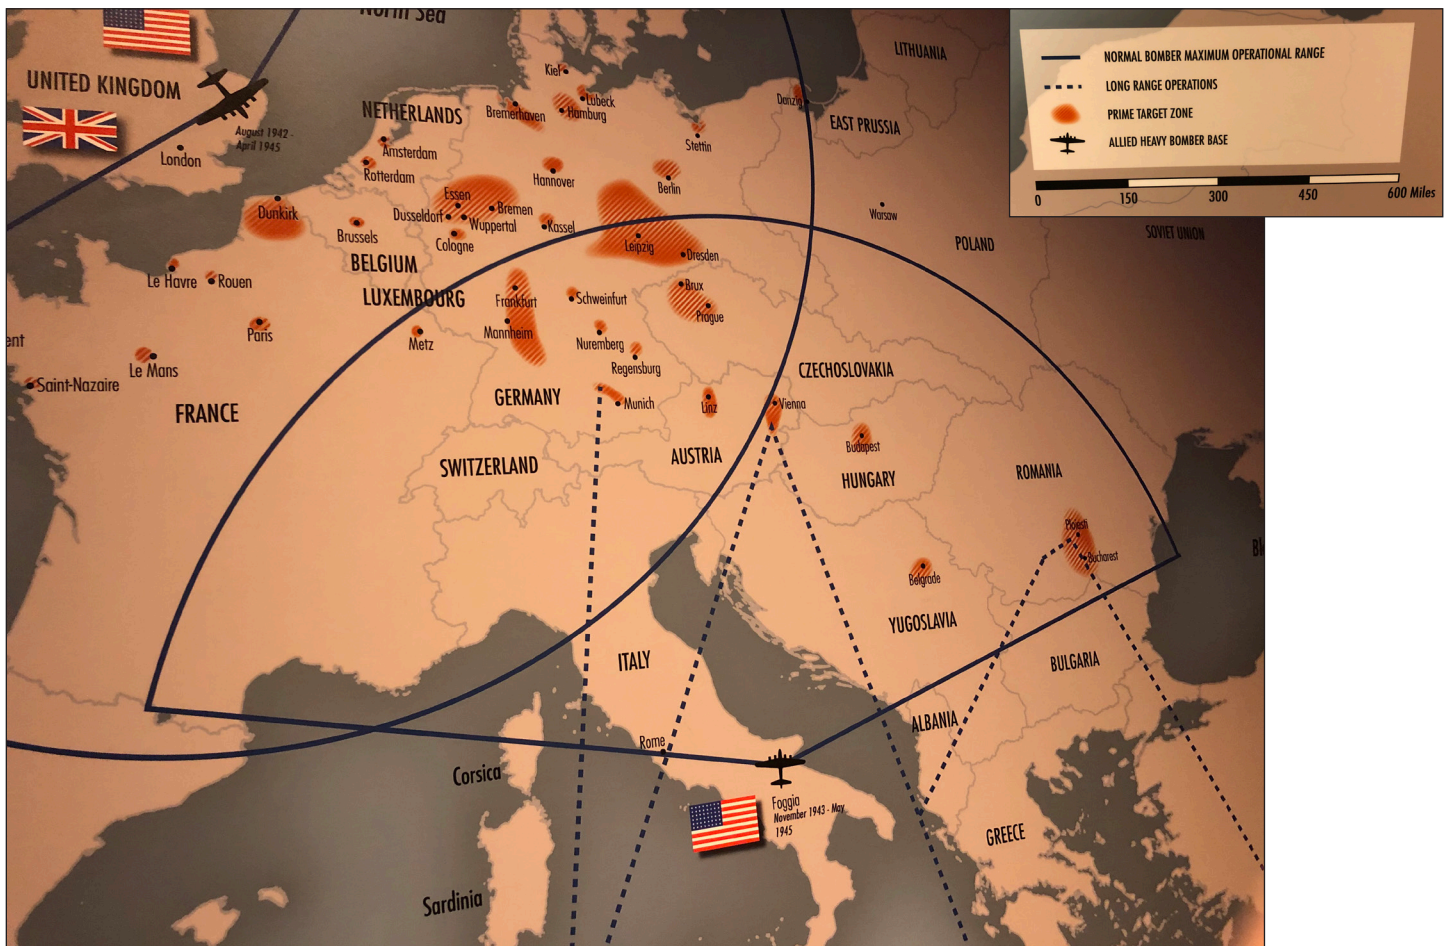 North Sea
UNITED KINGDOM
August 1942 -
April 1945
London
NETHERLANDS
Amsterdam
Rotterdam
Kiel
Lubeck
Hamburg
Bremerhaven
Danzig
LITHUANIA
EAST PRUSSIA
Stettin
Hannover
Berlin
Essen
Bremen
Dusseldorf
Wuppertal
Cologne
Kassel
Dunkirk
Brussels
BELGIUM
LUXEMBOURG
Le Havre
Rouen
Paris
Le Mans
Saint-Nazaire
ent
FRANCE
Metz
Leipzig
Dresden
Warsaw
POLAND
SOVIET UNION
Frankfurt
Mannheim
Schweinfurt
Brux
Prague
Nuremberg
Regensburg
GERMANY
Munich
Linz
Vienna
CZECHOSLOVAKIA
SWITZERLAND
AUSTRIA
Budapest
HUNGARY
ROMANIA
Ploiesti
Bucharest
Bl
Belgrade
YUGOSLAVIA
BULGARIA
ITALY
Rome
ALBANIA
GREECE
Corsica
Sardinia
Foggia
November 1943 - May
1945
NORMAL BOMBER MAXIMUM OPERATIONAL RANGE
LONG RANGE OPERATIONS
PRIME TARGET ZONE
ALLIED HEAVY BOMBER BASE
0 150 300 450 600 Miles